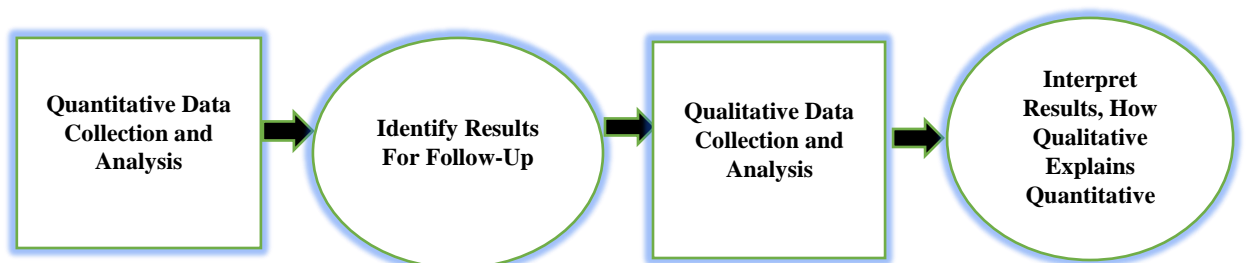 Quantitative Data
Collection and
Analysis
Identify Results
For Follow-Up
Qualitative Data
Collection and
Analysis
Interpret
Results, How
Qualitative
Explains
Quantitative